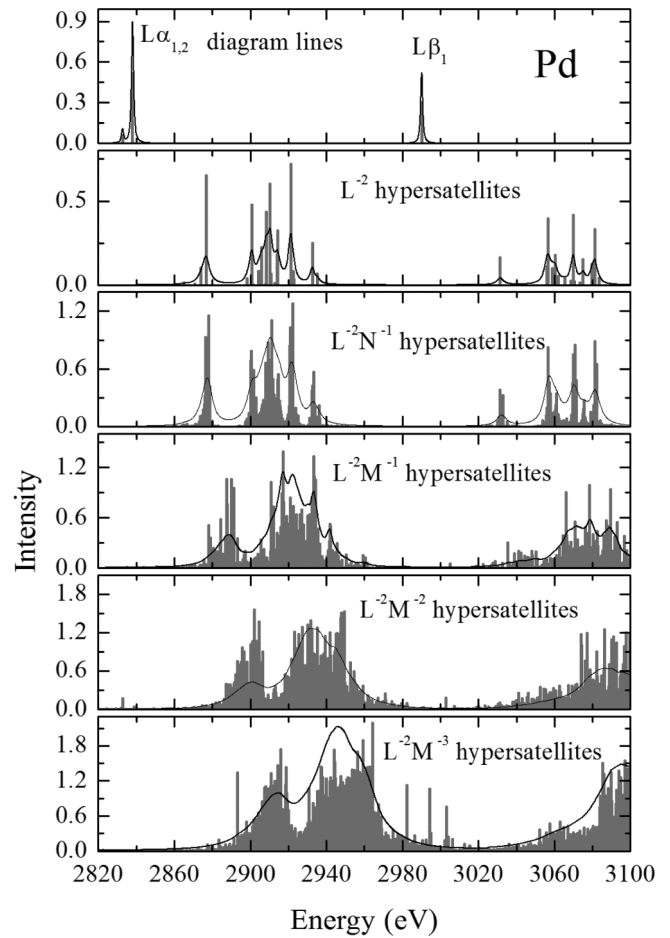 Lα₁,₂ diagram lines
Lβ₁
Pd
0.9
0.6
0.3
0.0
L⁻² hypersatellites
0.5
0.0
L⁻²N⁻¹ hypersatellites
1.2
0.6
0.0
L⁻²M⁻¹ hypersatellites
1.2
0.6
0.0
L⁻²M⁻² hypersatellites
1.8
1.2
0.6
0.0
L⁻²M⁻³ hypersatellites
1.8
1.2
0.6
0.0
Intensity
2820 2860 2900 2940 2980 3020 3060 3100
Energy (eV)